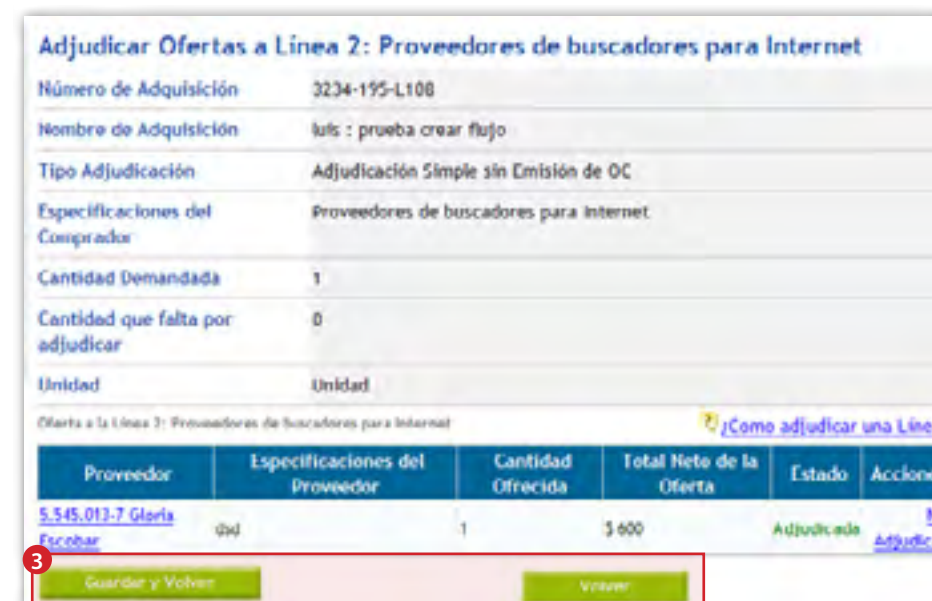 Adjudicar Ofertas a Línea 2: Proveedores de buscadores para Internet
Número de Adquisición 3234-195-L108
Nombre de Adquisición luis : prueba crear flujo
Tipo Adjudicación Adjudicación Simple sin Emisión de OC
Especificaciones del Comprador Proveedores de buscadores para internet
Cantidad Demandada 1
Cantidad que falta por adjudicar 0
Unidad Unidad
Oferta a la Línea 2: Proveedores de buscadores para Internet ¿Como adjudicar una Líne
Proveedor Especificaciones del Proveedor Cantidad Ofrecida Total Neto de la Oferta Estado Accione
5.545.013-7 Gloria Escobar 1 $ 600 Adjudicada Adjudic
3
Guardar y Volver Volver